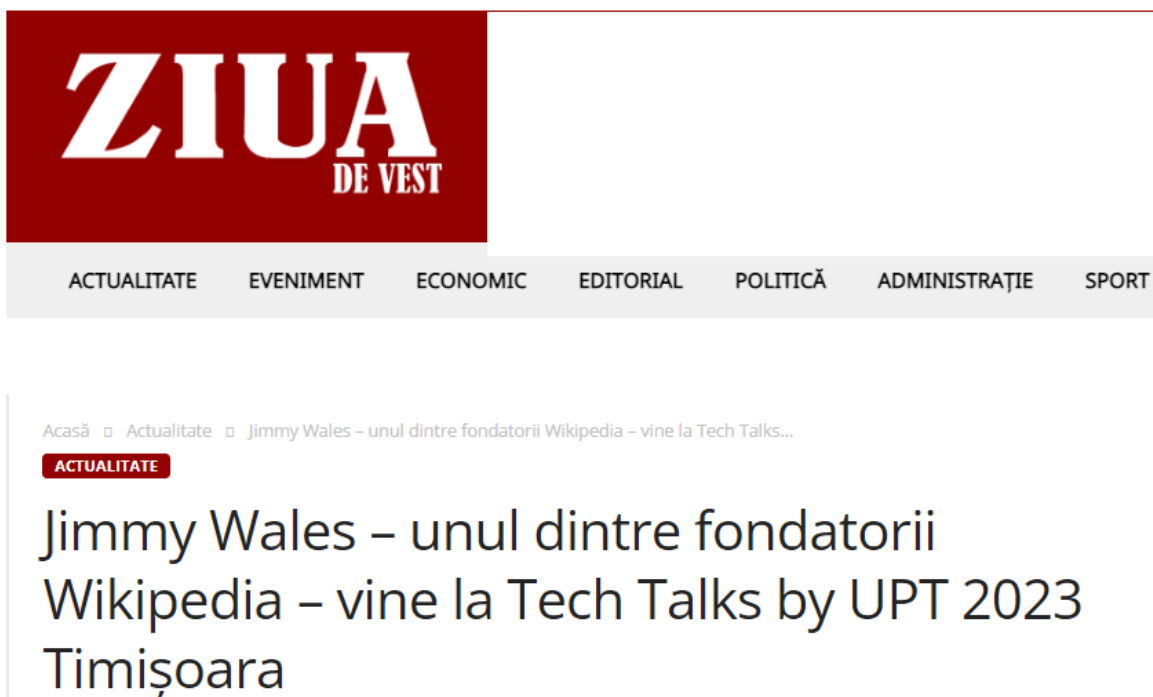 ZIUA
DE VEST
ACTUALITATE EVENIMENT ECONOMIC EDITORIAL POLITICĂ ADMINISTRAȚIE SPORT
Acasă Actualitate Jimmy Wales – unul dintre fondatorii Wikipedia – vine la Tech Talks...
ACTUALITATE
Jimmy Wales – unul dintre fondatorii
Wikipedia – vine la Tech Talks by UPT 2023
Timișoara